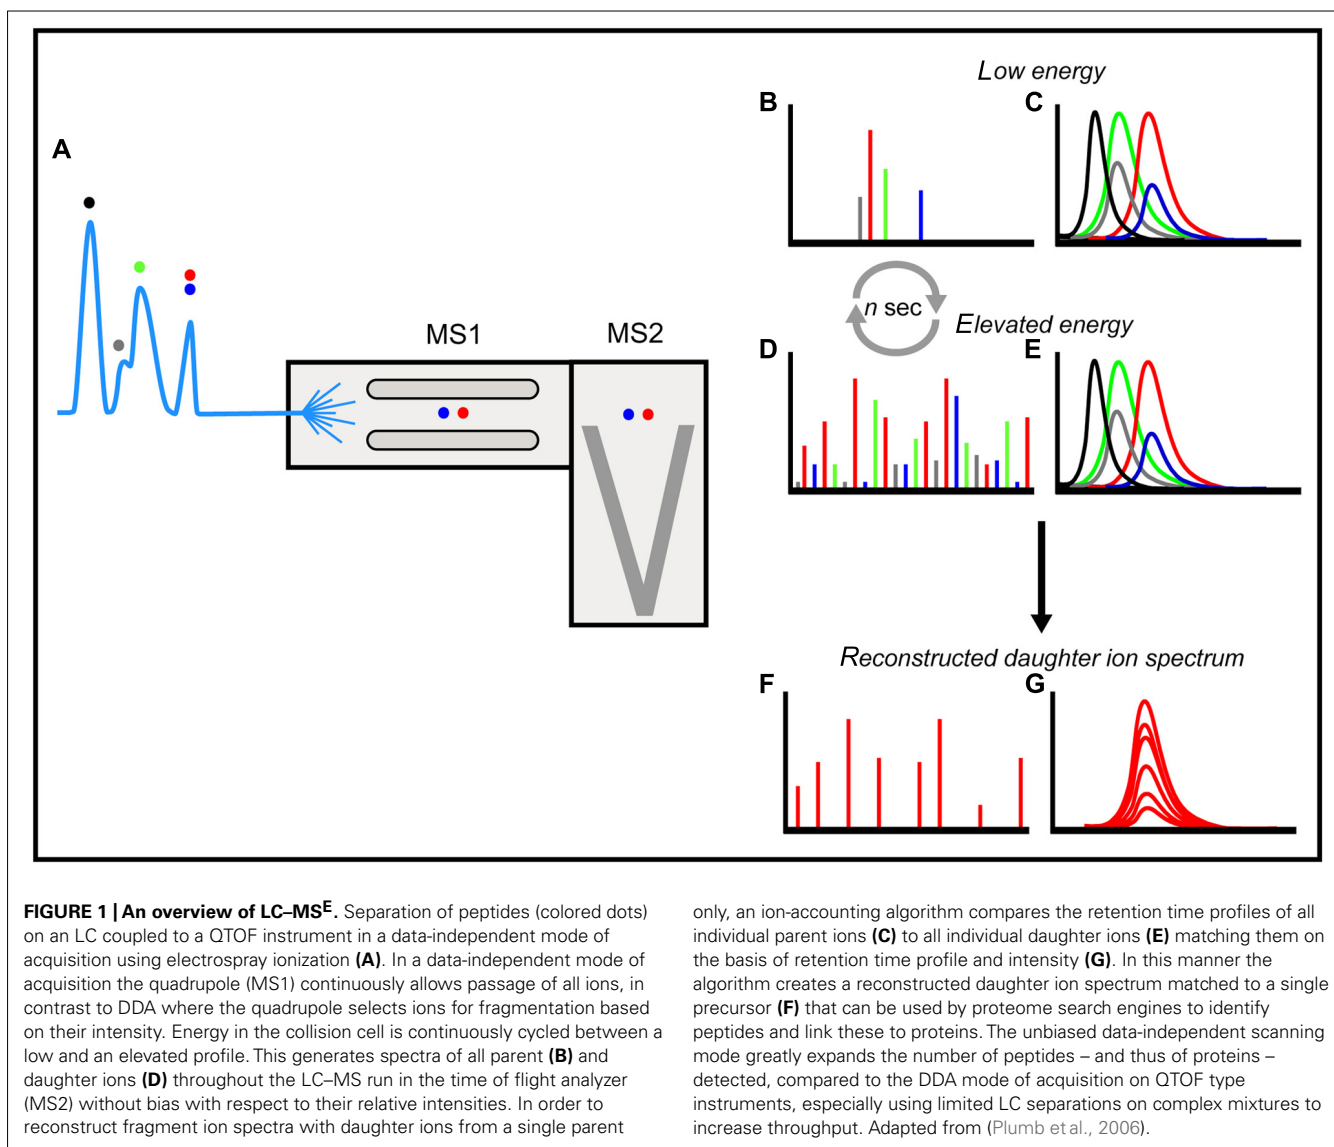 Low energy
A
B
C
n sec
Elevated energy
MS1
MS2
D
E
Reconstructed daughter ion spectrum
F
G
FIGURE 1 | An overview of LC–MSE. Separation of peptides (colored dots)
on an LC coupled to a QTOF instrument in a data-independent mode of
acquisition using electrospray ionization (A). In a data-independent mode of
acquisition the quadrupole (MS1) continuously allows passage of all ions, in
contrast to DDA where the quadrupole selects ions for fragmentation based
on their intensity. Energy in the collision cell is continuously cycled between a
low and an elevated profile. This generates spectra of all parent (B) and
daughter ions (D) throughout the LC–MS run in the time of flight analyzer
(MS2) without bias with respect to their relative intensities. In order to
reconstruct fragment ion spectra with daughter ions from a single parent
only, an ion-accounting algorithm compares the retention time profiles of all
individual parent ions (C) to all individual daughter ions (E) matching them on
the basis of retention time profile and intensity (G). In this manner the
algorithm creates a reconstructed daughter ion spectrum matched to a single
precursor (F) that can be used by proteome search engines to identify
peptides and link these to proteins. The unbiased data-independent scanning
mode greatly expands the number of peptides – and thus of proteins –
detected, compared to the DDA mode of acquisition on QTOF type
instruments, especially using limited LC separations on complex mixtures to
increase throughput. Adapted from (Plumb et al., 2006).